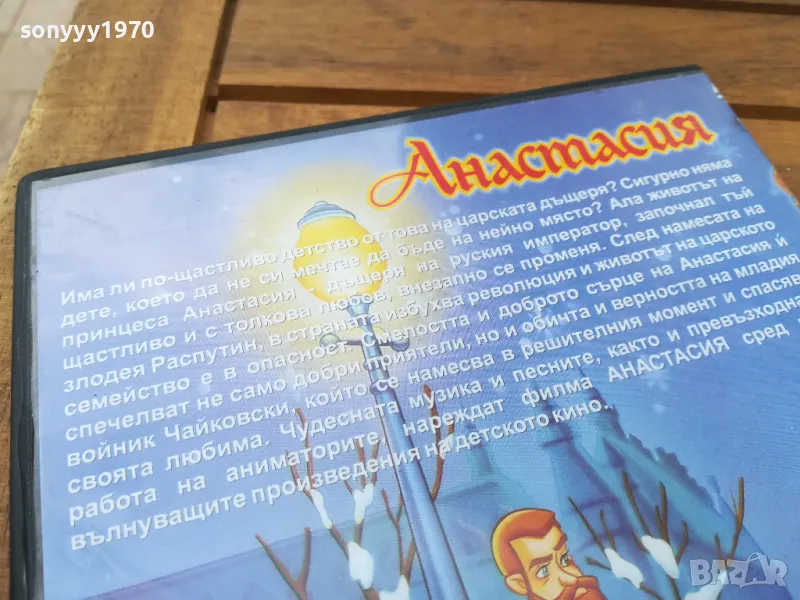 sonyyy1970
Анастасия
Има ли по-щастливо детство от това на царската дъщеря? Сигурно няма
дете, което да не си мечтае да бъде на нейно място? Ала животът на
принцеса Анастасия - дъщеря на руския император, започнал тъй
щастливо и с толкова любов, внезапно се променя. След намесата на
злодея Распутин, в страната избухва революция и животът на царското
семейство е в опасност. Смелостта и доброто сърце на Анастасия ѝ
спечелват не само добри приятели, но и обинта и верността на младия
войник Чайковски, който се намесва в решителния момент и спасява
своята любима. Чудесната музика и песните, както и превъзходна
работа на аниматорите, нареждат филма АНАСТАСИЯ сред
вълнуващите произведения на детското кино..
BAZAR